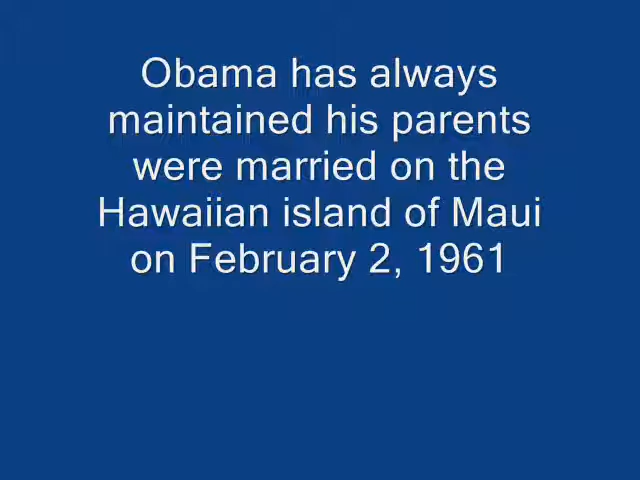 Obama has always
maintained his parents
were married on the
Hawaiian island of Maui
on February 2, 1961